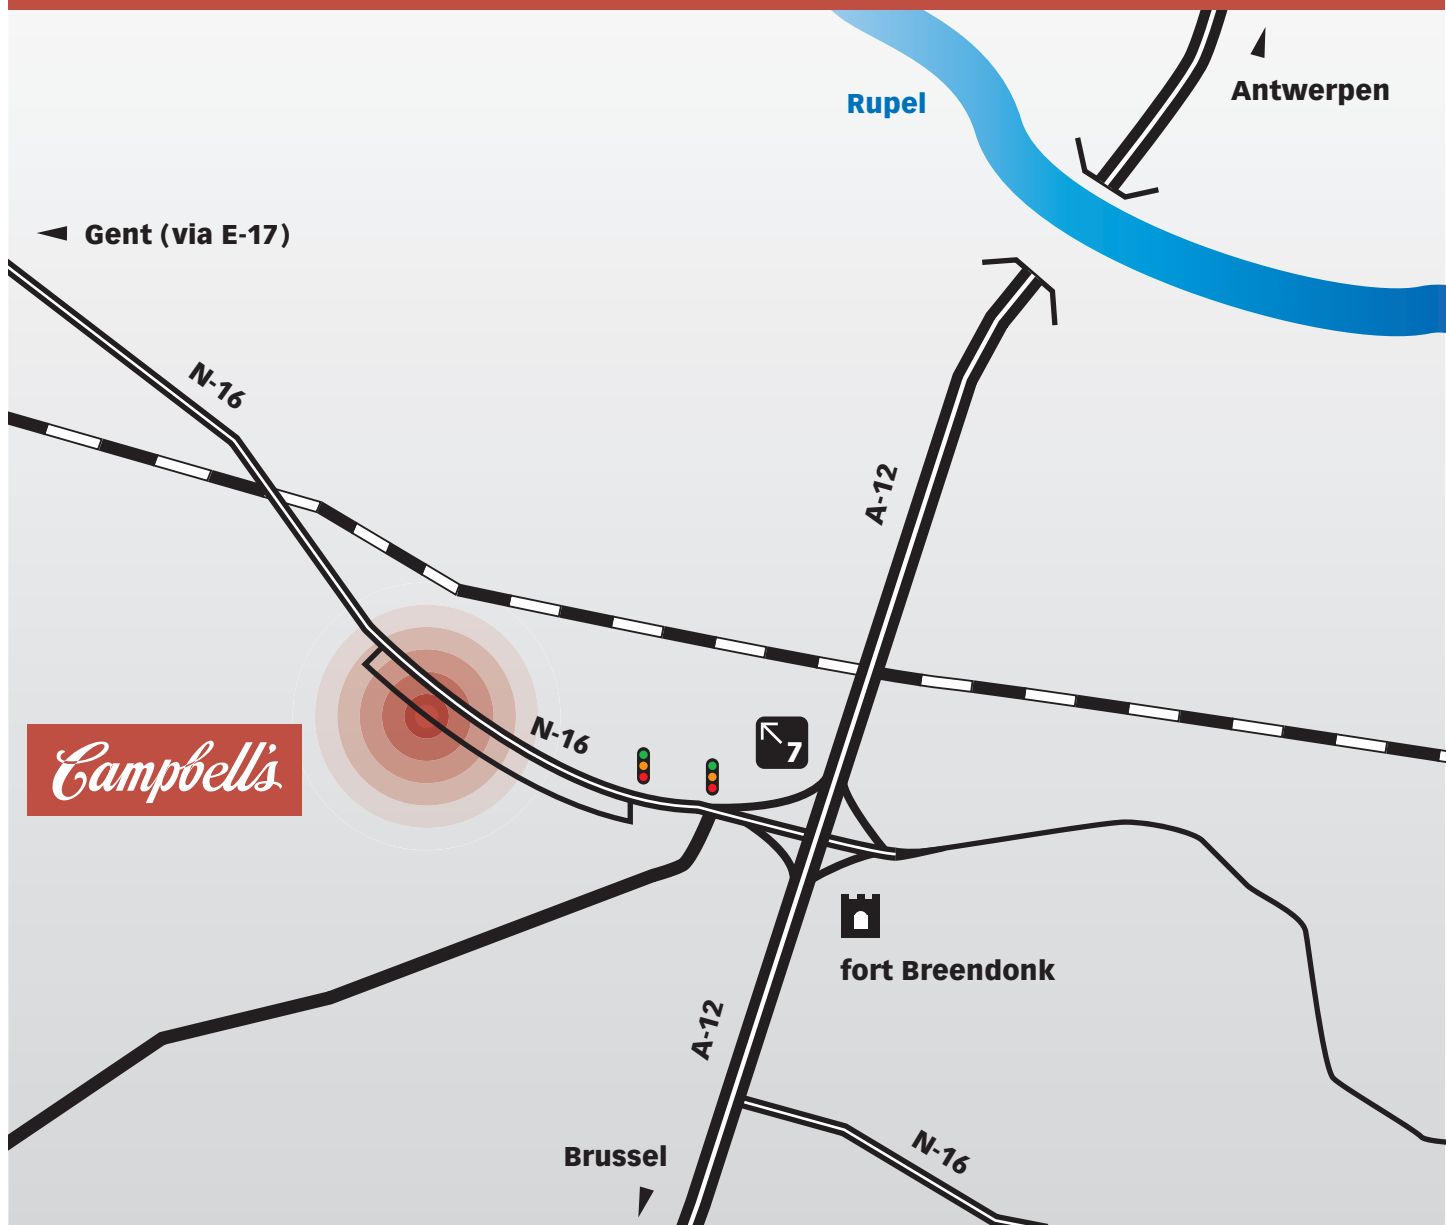 Rupel
Antwerpen
Gent (via E-17)
N-16
A-12
Campbell's
N-16
7
fort Breendonk
A-12
Brussel
N-16